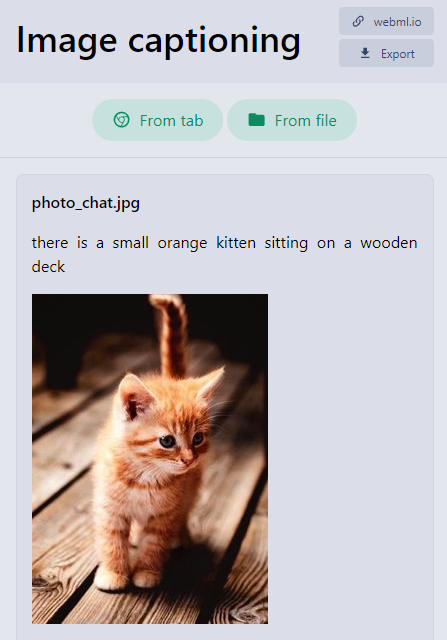 Image captioning
webml.io
Export
From tab
From file
photo_chat.jpg
there is a small orange kitten sitting on a wooden
deck